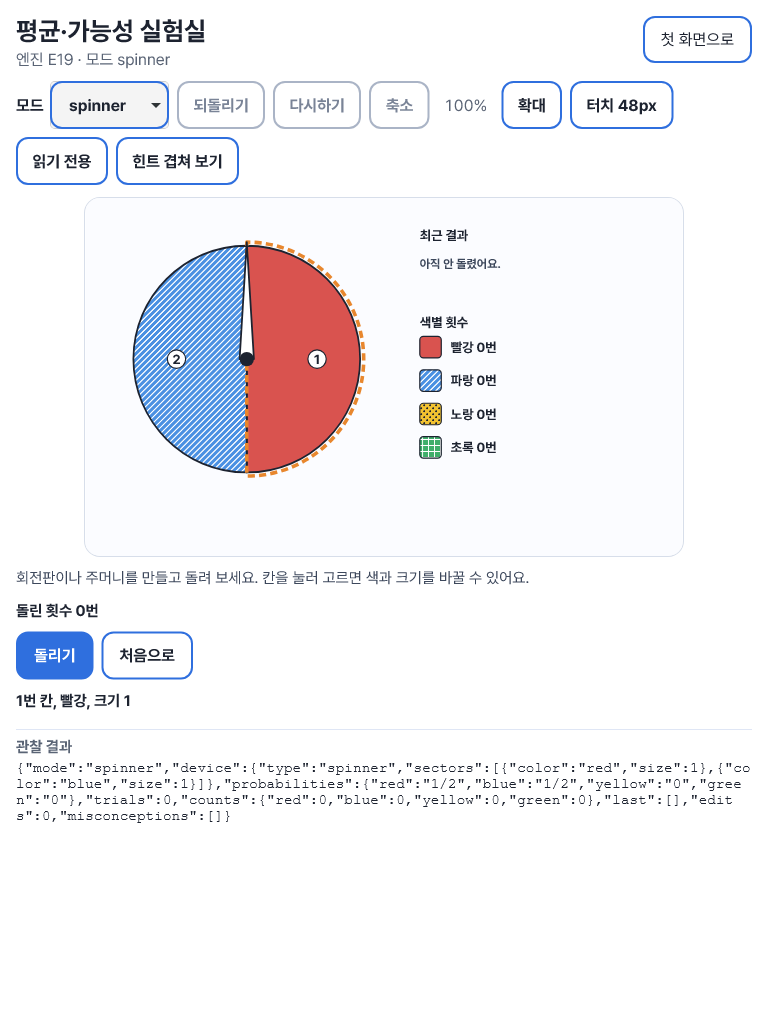 평균·가능성 실험실
엔진 E19 · 모드 spinner
첫 화면으로
모드 spinner 되돌리기 다시하기 축소 100% 확대 터치 48px
읽기 전용 힌트 겹쳐 보기
최근 결과
아직 안 돌렸어요.
색별 횟수
빨강 0번
파랑 0번
노랑 0번
초록 0번
2 1
회전판이나 주머니를 만들고 돌려 보세요. 칸을 눌러 고르면 색과 크기를 바꿀 수 있어요.
돌린 횟수 0번
돌리기 처음으로
1번 칸, 빨강, 크기 1
관찰 결과
{"mode":"spinner","device":{"type":"spinner","sectors":[{"color":"red","size":1},{"co
lor":"blue","size":1}]},"probabilities":{"red":"1/2","blue":"1/2","yellow":"0","gree
n":"0"},"trials":0,"counts":{"red":0,"blue":0,"yellow":0,"green":0},"last":[],"edit
s":0,"misconceptions":[]}